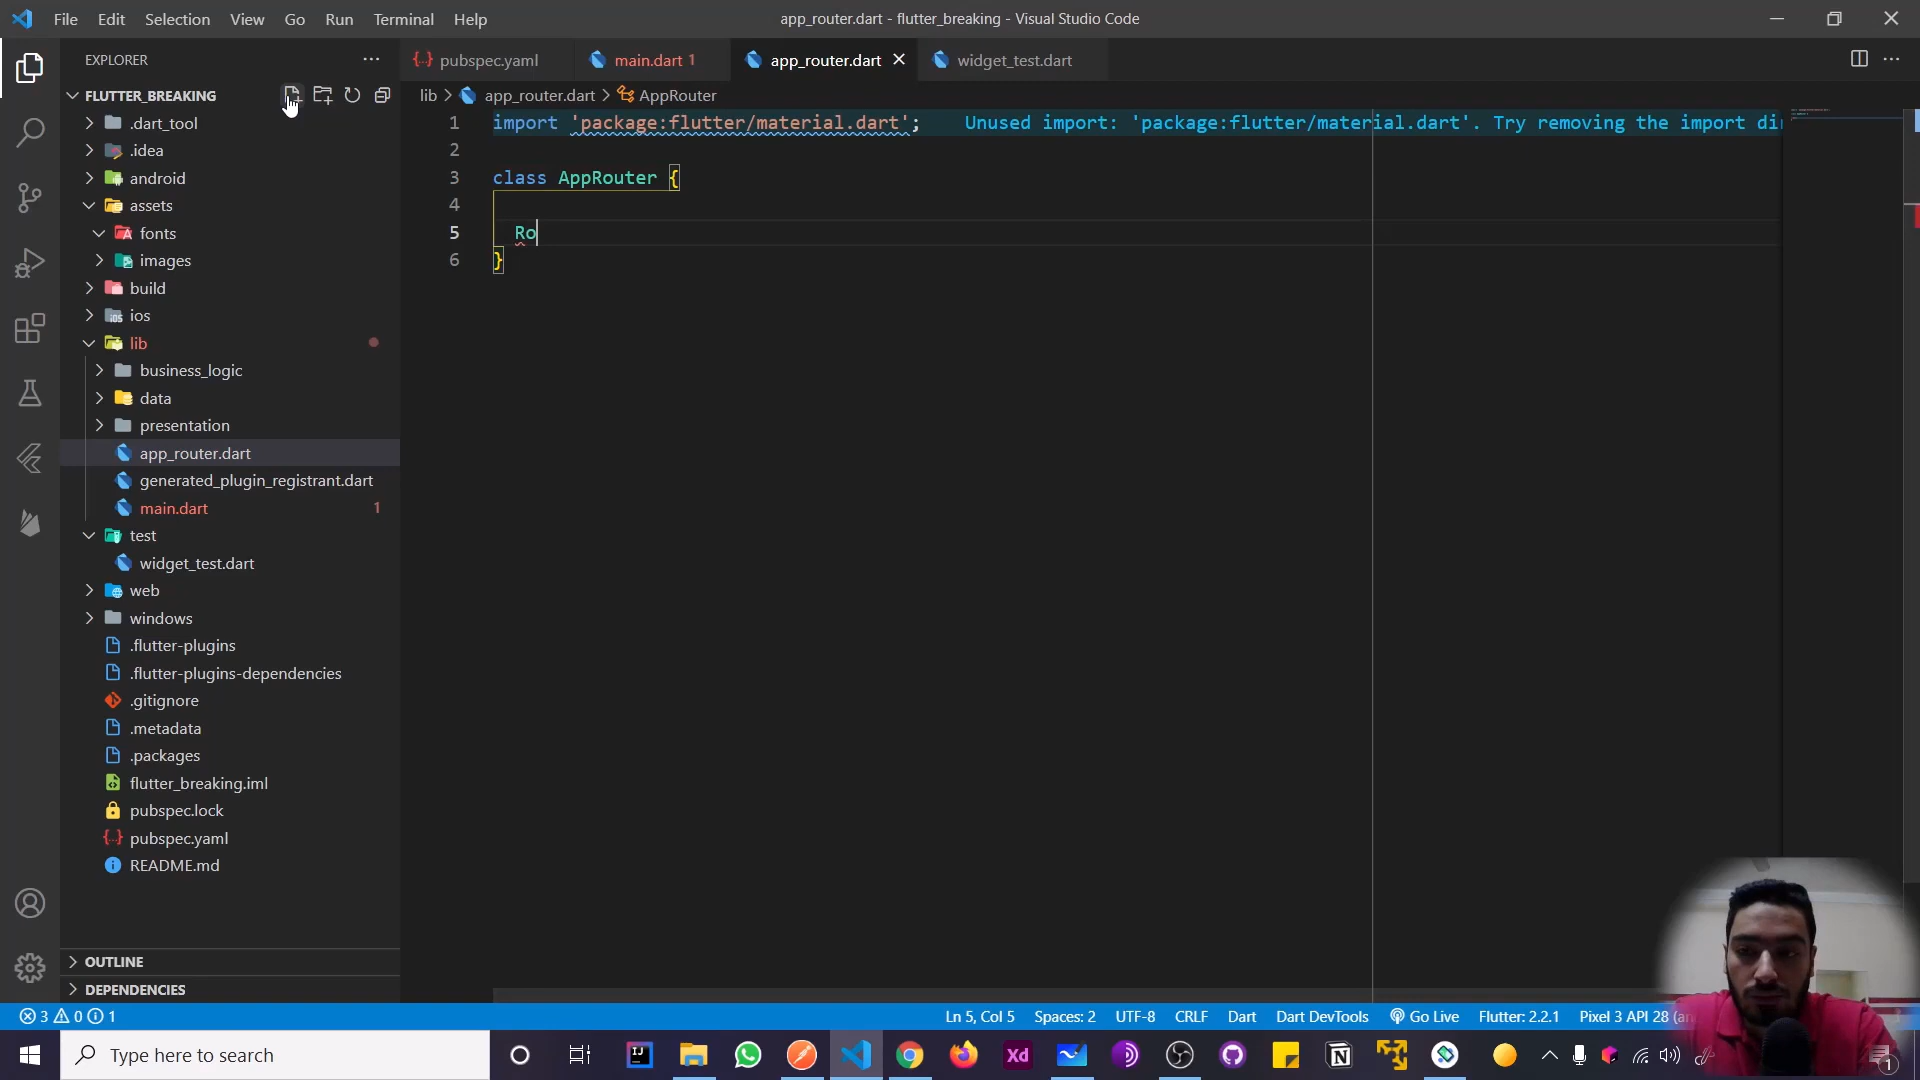 File Edit Selection View Go Run Terminal Help
app_router.dart - flutter_breaking - Visual Studio Code
EXPLORER
FLUTTER_BREAKING
.dart_tool
.idea
android
assets
fonts
images
build
ios
lib
business_logic
data
presentation
app_router.dart
generated_plugin_registrant.dart
main.dart 1
test
widget_test.dart
web
windows
.flutter-plugins
.flutter-plugins-dependencies
.gitignore
.metadata
.packages
flutter_breaking.iml
pubspec.lock
pubspec.yaml
README.md
OUTLINE
DEPENDENCIES
pubspec.yaml main.dart 1 app_router.dart widget_test.dart
lib > app_router.dart > AppRouter
1 import 'package:flutter/material.dart'; Unused import: 'package:flutter/material.dart'. Try removing the import di
2
3 class AppRouter {
4
5 Ro
6 }
3 0 1 Ln 5, Col 5 Spaces: 2 UTF-8 CRLF Dart Dart DevTools Go Live Flutter: 2.2.1 Pixel 3 API 28 (an
Type here to search
IJ
Xd
N
1